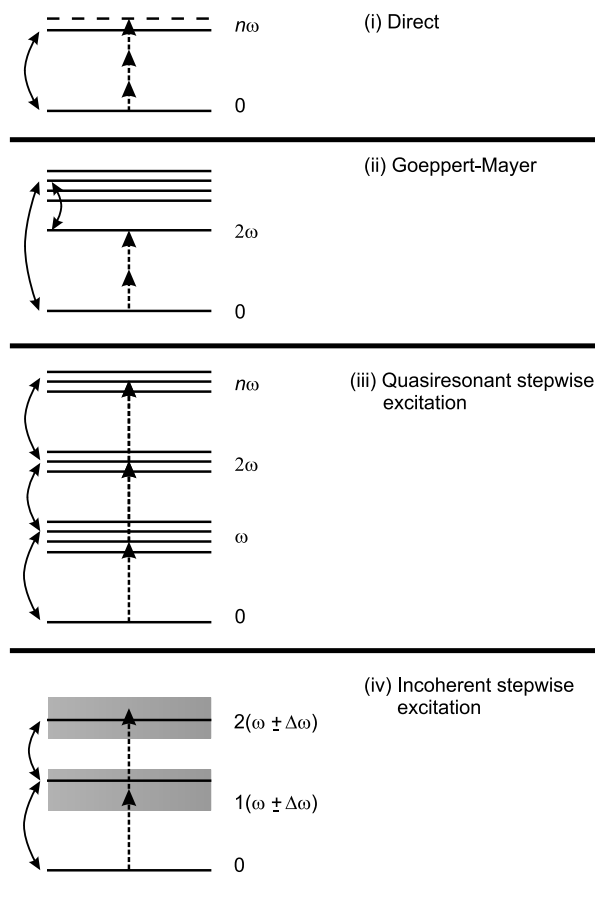 nω
(i) Direct
0
(ii) Goeppert-Mayer
2ω
0
(iii) Quasiresonant stepwise
excitation
nω
2ω
ω
0
(iv) Incoherent stepwise
excitation
2(ω ± Δω)
1(ω ± Δω)
0